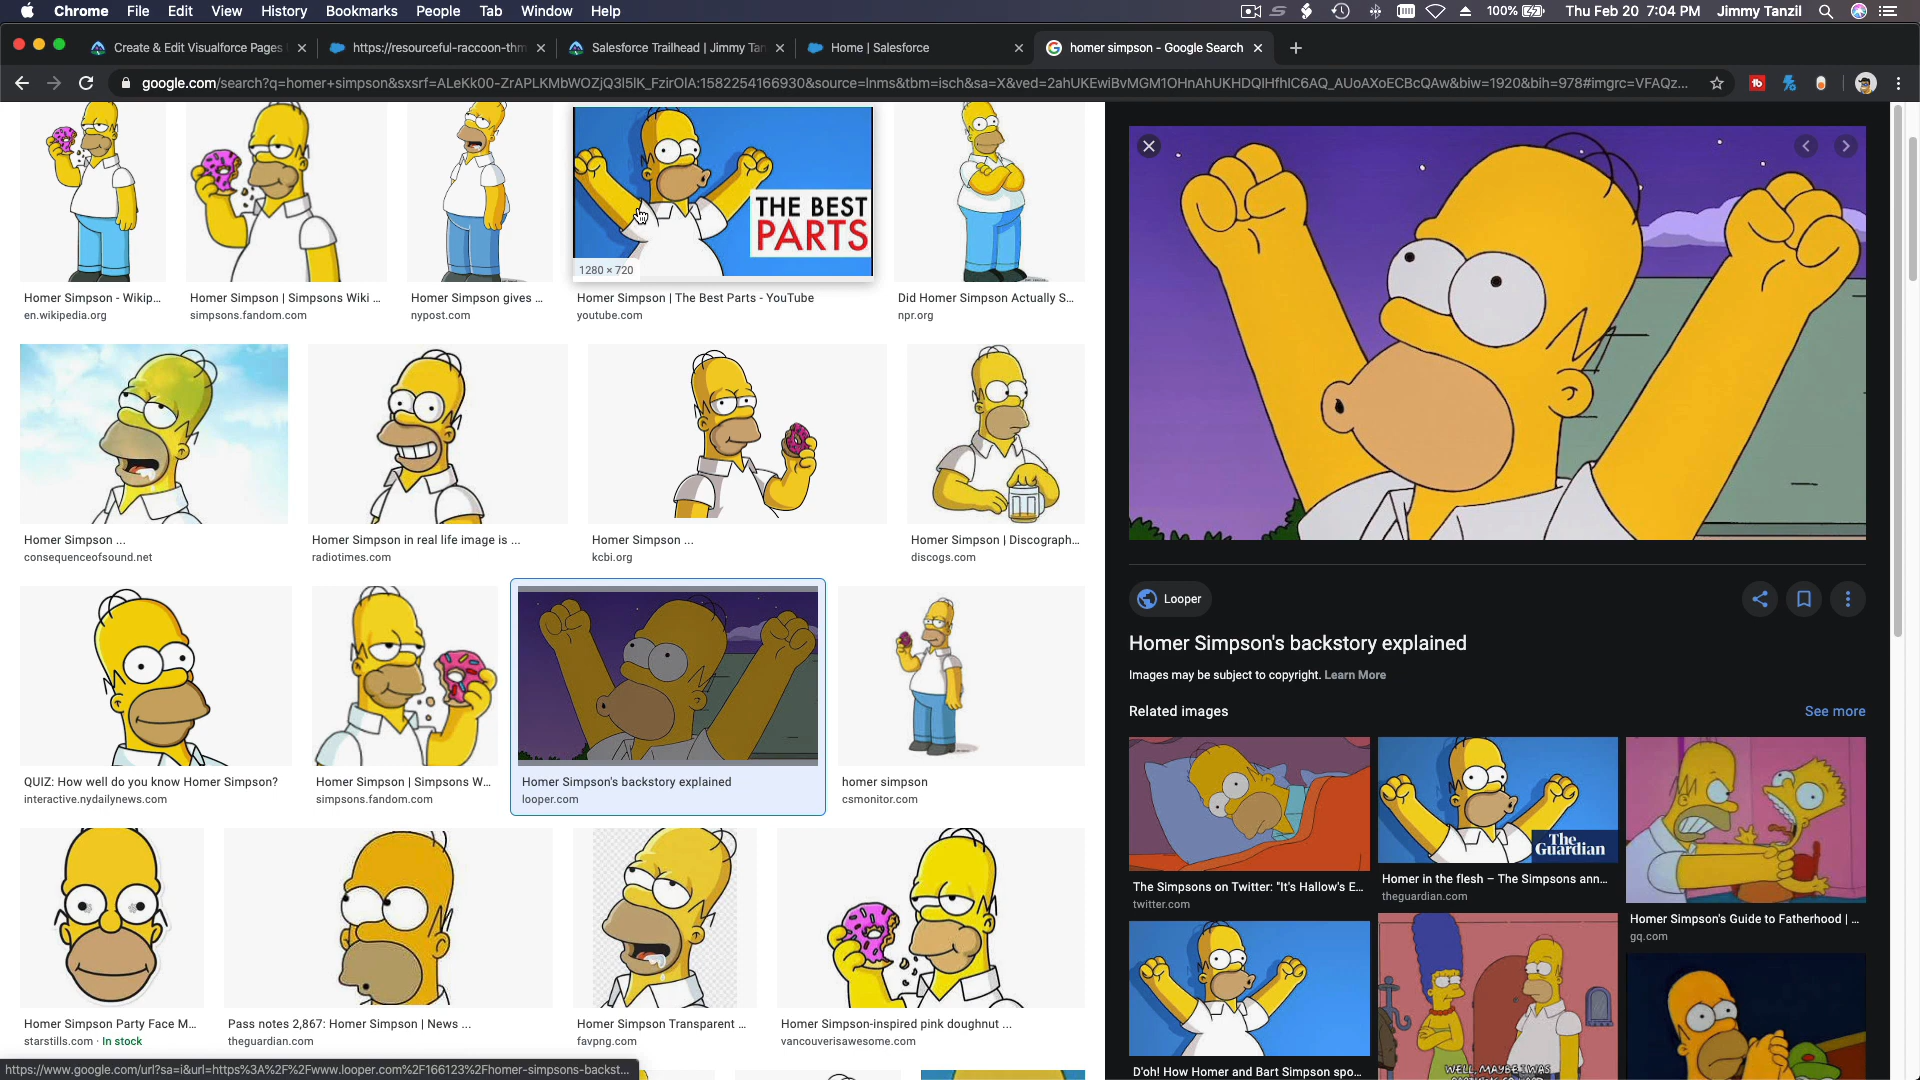 Chrome File Edit View History Bookmarks People Tab Window Help
100% Thu Feb 20 7:04 PM Jimmy Tanzil
Create & Edit Visualforce Pages
https://resourceful-raccoon-thm
Salesforce Trailhead | Jimmy Tan
Home | Salesforce
homer simpson - Google Search
google.com/search?q=homer+simpson&sxsrf=ALeKk00-ZrAPLKMbWOZjQ3l5lK_FzirOlA:1582254166930&source=lnms&tbm=isch&sa=X&ved=2ahUKEwiBvMGM1OHnAhUKHDQIHfhlC6AQ_AUoAXoECBcQAw&biw=1920&bih=978#imgrc=VFAQz...
THE BEST
PARTS
1280 × 720
Homer Simpson - Wikip...
en.wikipedia.org
Homer Simpson | Simpsons Wiki ...
simpsons.fandom.com
Homer Simpson gives ...
nypost.com
Homer Simpson | The Best Parts - YouTube
youtube.com
Did Homer Simpson Actually S...
npr.org
Homer Simpson ...
consequenceofsound.net
Homer Simpson in real life image is ...
radiotimes.com
Homer Simpson ...
kcbi.org
Homer Simpson | Discograph...
discogs.com
QUIZ: How well do you know Homer Simpson?
interactive.nydailynews.com
Homer Simpson | Simpsons W...
simpsons.fandom.com
Homer Simpson's backstory explained
looper.com
homer simpson
csmonitor.com
Homer Simpson Party Face M...
starstills.com · In stock
Pass notes 2,867: Homer Simpson | News ...
theguardian.com
Homer Simpson Transparent ...
favpng.com
Homer Simpson-inspired pink doughnut ...
vancouverisawesome.com
https://www.google.com/url?sa=i&url=https%3A%2F%2Fwww.looper.com%2F166123%2Fhomer-simpsons-backst...
Looper
Homer Simpson's backstory explained
Images may be subject to copyright. Learn More
Related images
See more
The Simpsons on Twitter: "It's Hallow's E...
twitter.com
The
Guardian
Homer in the flesh – The Simpsons ann...
theguardian.com
Homer Simpson's Guide to Fatherhood | ...
gq.com
D'oh! How Homer and Bart Simpson spo...
WELL, MAYBE I WAS